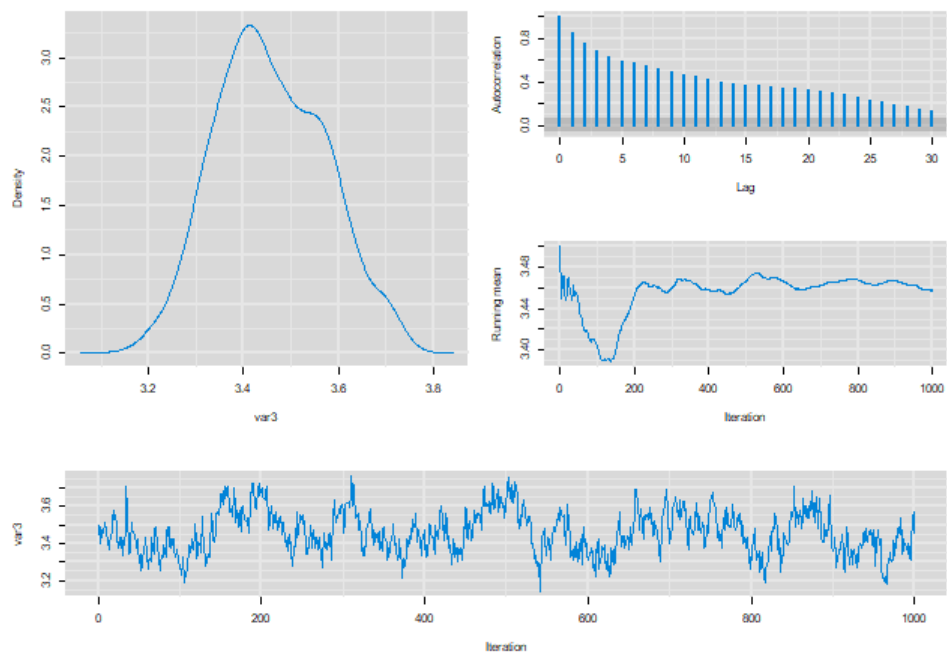 Density
0.0 0.5 1.0 1.5 2.0 2.5 3.0
3.2 3.4 3.6 3.8
var3
Autocorrelation
0.0 0.4 0.8
0 5 10 15 20 25 30
Lag
Running mean
3.40 3.44 3.48
0 200 400 600 800 1000
Iteration
var3
3.2 3.4 3.6
0 200 400 600 800 1000
Iteration